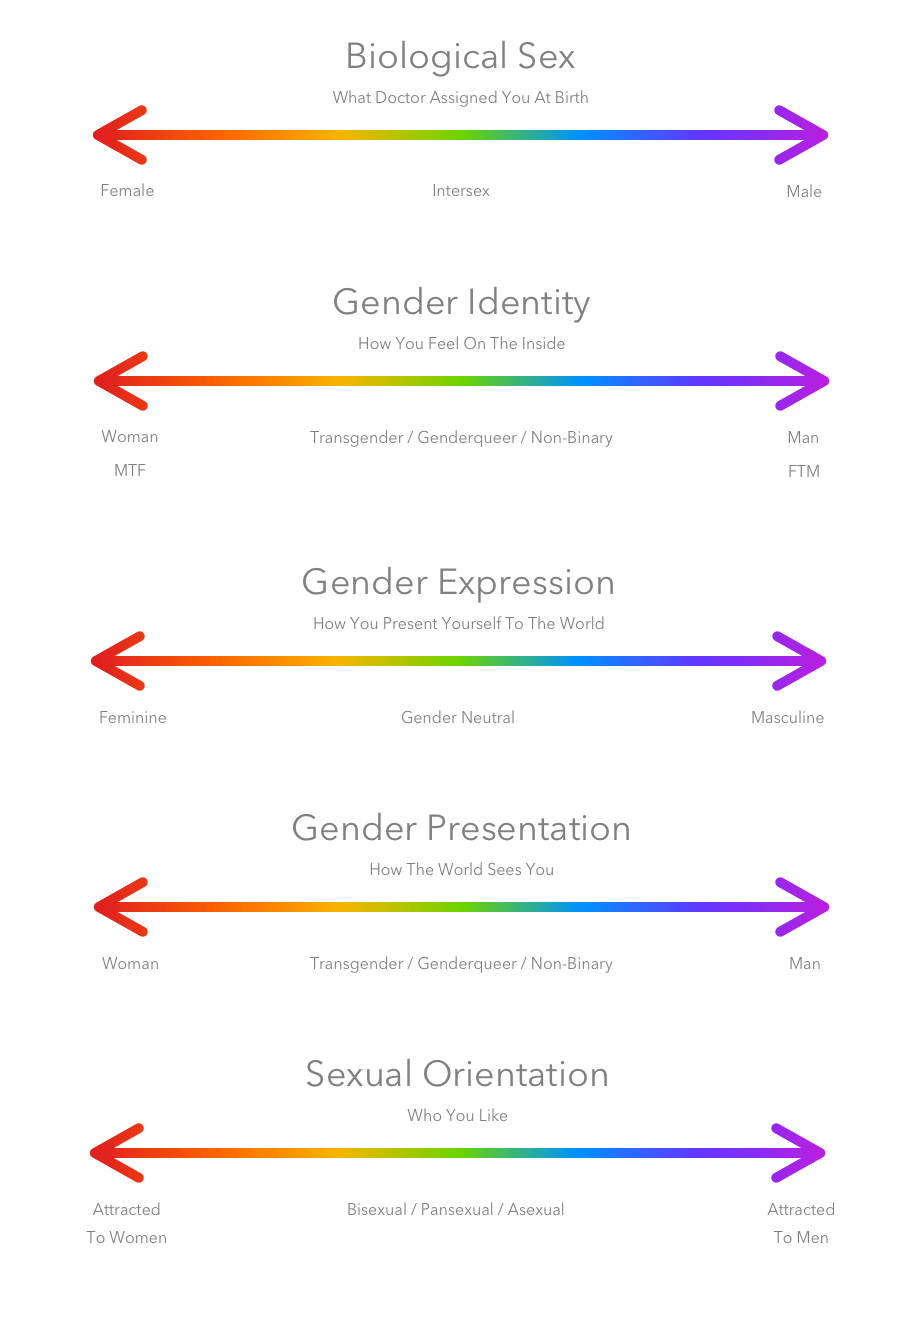 Biological Sex
What Doctor Assigned You At Birth
Female Intersex Male
Gender Identity
How You Feel On The Inside
Woman Transgender / Genderqueer / Non-Binary Man
MTF FTM
Gender Expression
How You Present Yourself To The World
Feminine Gender Neutral Masculine
Gender Presentation
How The World Sees You
Woman Transgender / Genderqueer / Non-Binary Man
Sexual Orientation
Who You Like
Attracted Bisexual / Pansexual / Asexual Attracted
To Women To Men